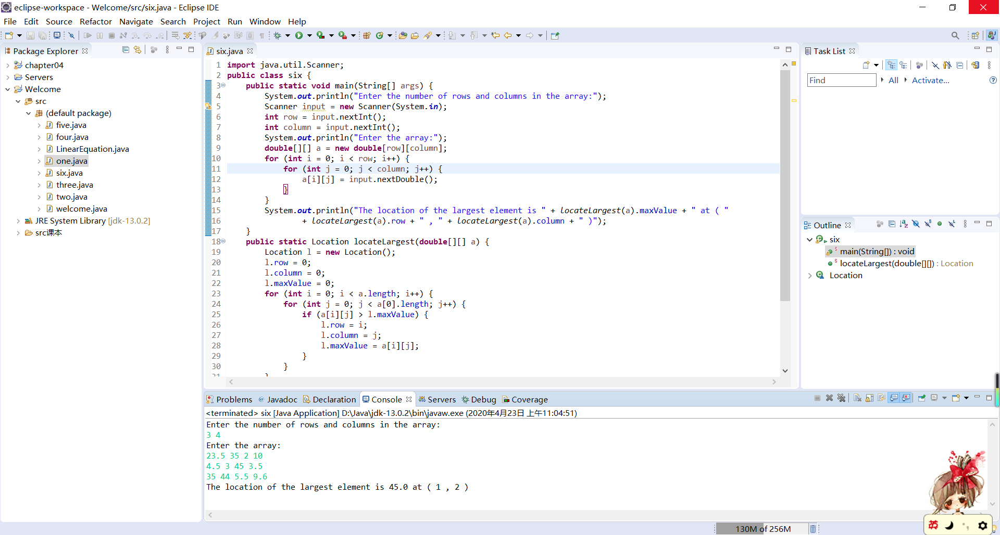 eclipse-workspace - Welcome/src/six.java - Eclipse IDE
File Edit Source Refactor Navigate Search Project Run Window Help
Package Explorer
chapter04
Servers
Welcome
src
(default package)
five.java
four.java
LinearEquation.java
one.java
six.java
three.java
two.java
welcome.java
JRE System Library [jdk-13.0.2]
src课本
six.java
1 import java.util.Scanner;
2 public class six {
3 public static void main(String[] args) {
4 System.out.println("Enter the number of rows and columns in the array:");
5 Scanner input = new Scanner(System.in);
6 int row = input.nextInt();
7 int column = input.nextInt();
8 System.out.println("Enter the array:");
9 double[][] a = new double[row][column];
10 for (int i = 0; i < row; i++) {
11 for (int j = 0; j < column; j++) {
12 a[i][j] = input.nextDouble();
13 }
14 }
15 System.out.println("The location of the largest element is " + locateLargest(a).maxValue + " at ( "
16 + locateLargest(a).row + " , " + locateLargest(a).column + " )");
17 }
18 public static Location locateLargest(double[][] a) {
19 Location l = new Location();
20 l.row = 0;
21 l.column = 0;
22 l.maxValue = 0;
23 for (int i = 0; i < a.length; i++) {
24 for (int j = 0; j < a[0].length; j++) {
25 if (a[i][j] > l.maxValue) {
26 l.row = i;
27 l.column = j;
28 l.maxValue = a[i][j];
29 }
30 }
31 }
Task List
Find All Activate...
Outline
six
main(String[]) : void
locateLargest(double[][]) : Location
Location
Problems Javadoc Declaration Console Servers Debug Coverage
<terminated> six [Java Application] D:\Java\jdk-13.0.2\bin\javaw.exe (2020年4月23日 上午11:04:51)
Enter the number of rows and columns in the array:
3 4
Enter the array:
23.5 35 2 10
4.5 3 45 3.5
35 44 5.5 9.6
The location of the largest element is 45.0 at ( 1 , 2 )
英
130M of 256M